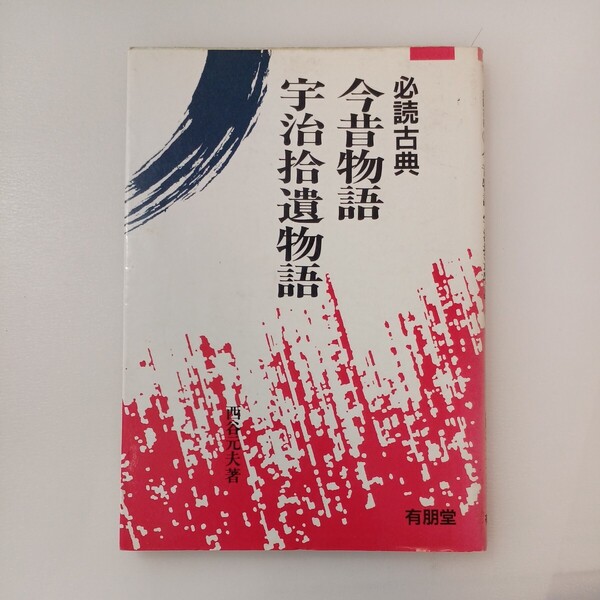 必読古典
今昔物語
宇治拾遺物語
西谷元夫著
有朋堂